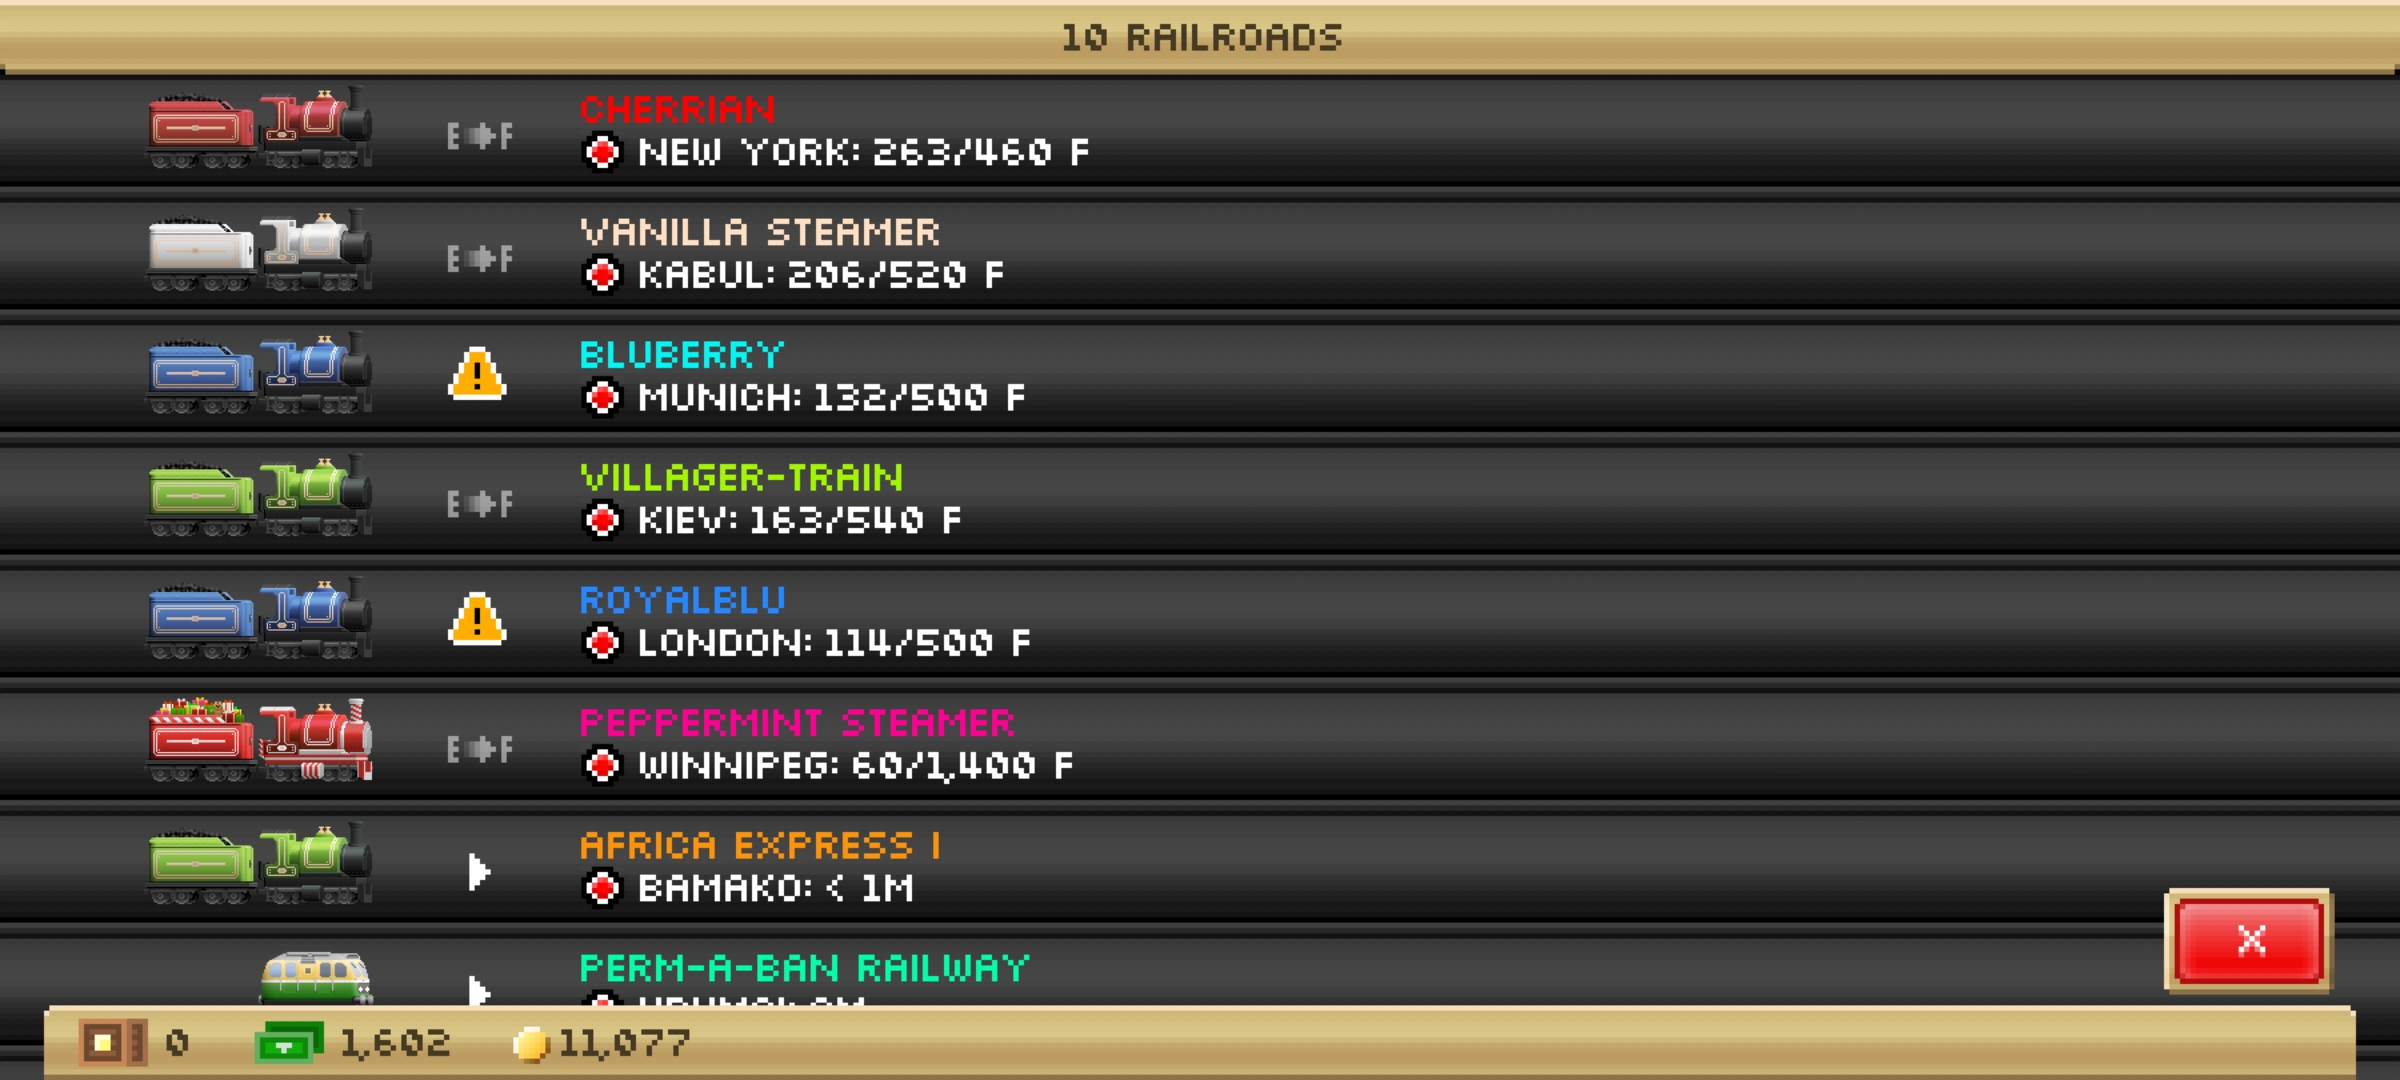 10 RAILROADS
CHERRIAN
E F
NEW YORK: 263/460 F
VANILLA STEAMER
E F
KABUL: 206/520 F
BLUBERRY
!
MUNICH: 132/500 F
VILLAGER-TRAIN
E F
KIEV: 163/540 F
ROYALBLU
!
LONDON: 114/500 F
PEPPERMINT STEAMER
E F
WINNIPEG: 60/1,400 F
AFRICA EXPRESS I
BAMAKO: < 1M
PERM-A-BAN RAILWAY
X
0 1,602 11,077